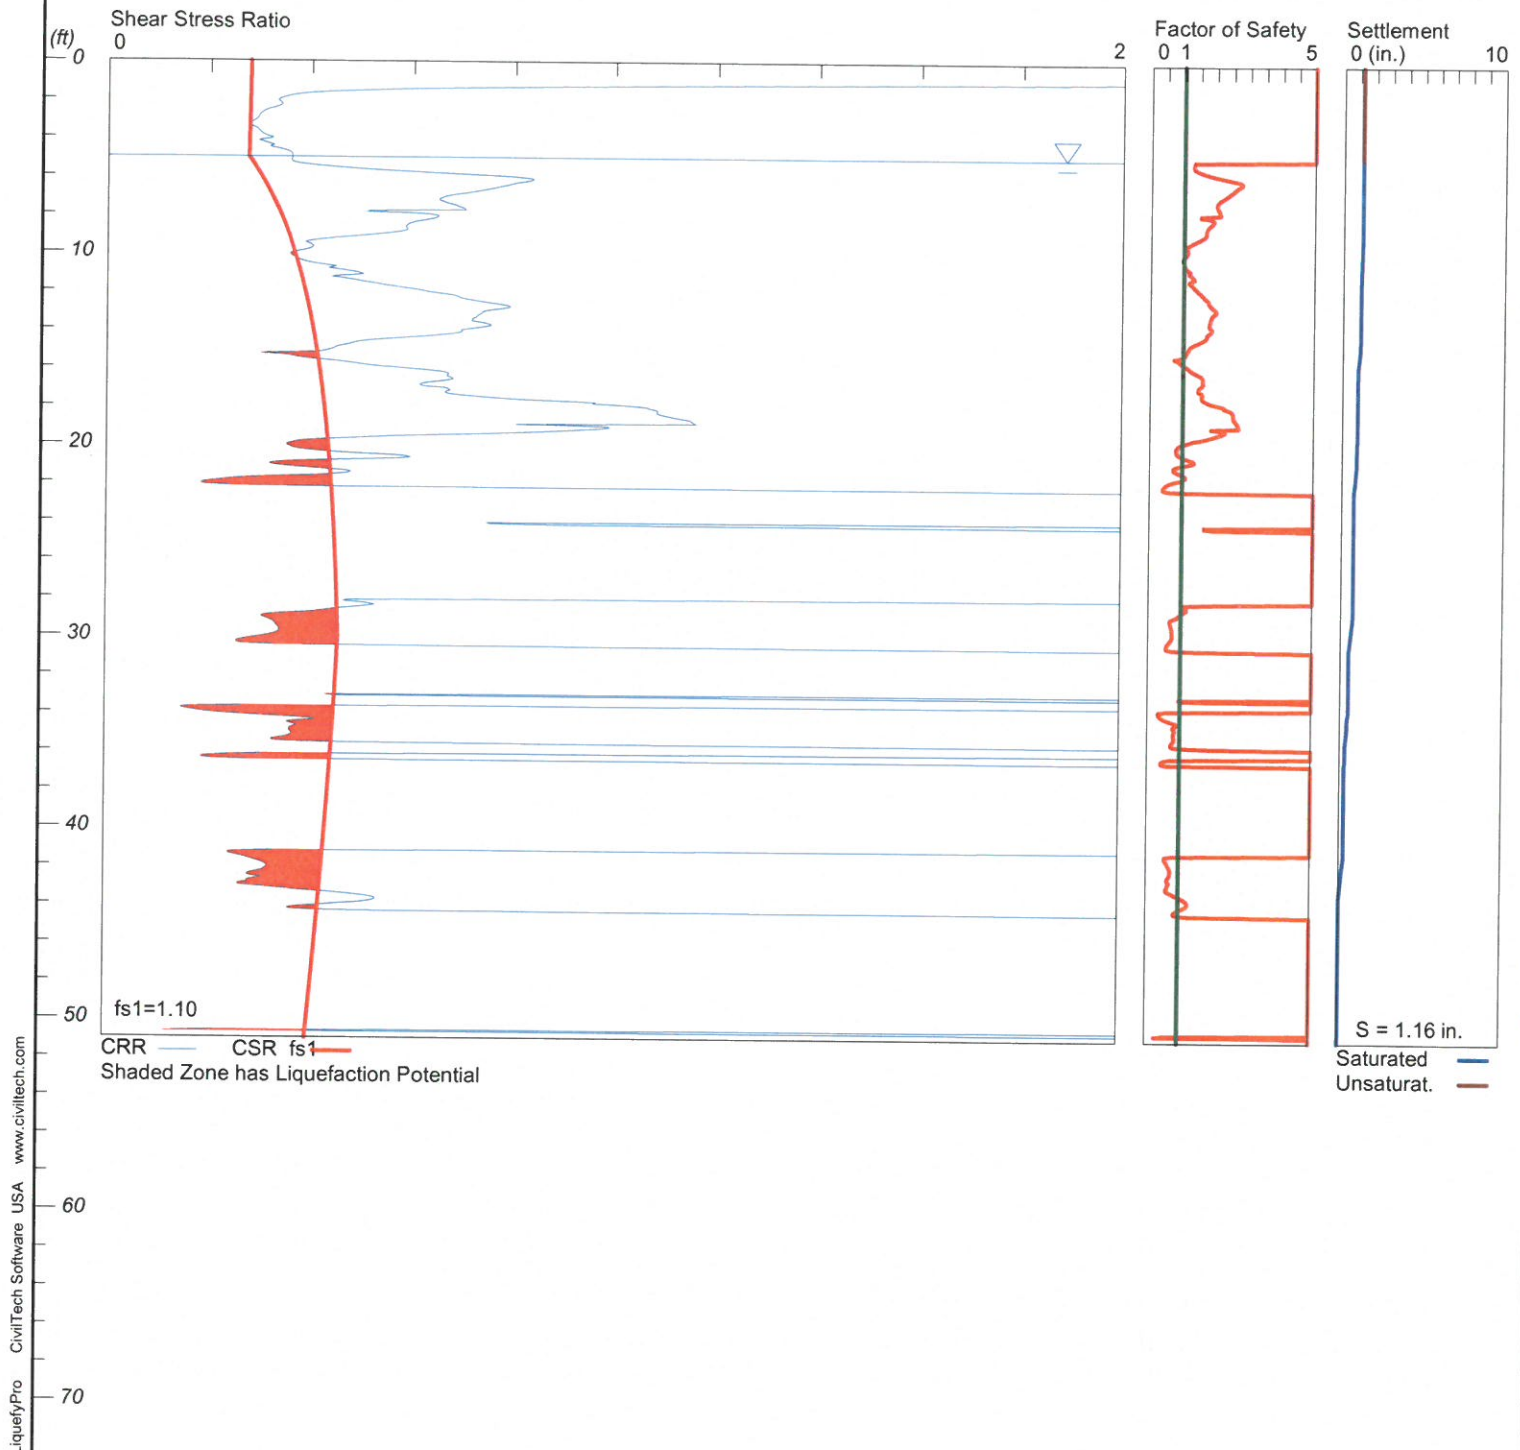 Shear Stress Ratio
(ft)
0
2
0
10
20
30
40
50
60
70
Factor of Safety
0 1 5
Settlement
0 (in.) 10
fs1=1.10
S = 1.16 in.
CRR CSR fs1
Shaded Zone has Liquefaction Potential
Saturated
Unsaturat.
CivilTech Software USA www.civiltech.com